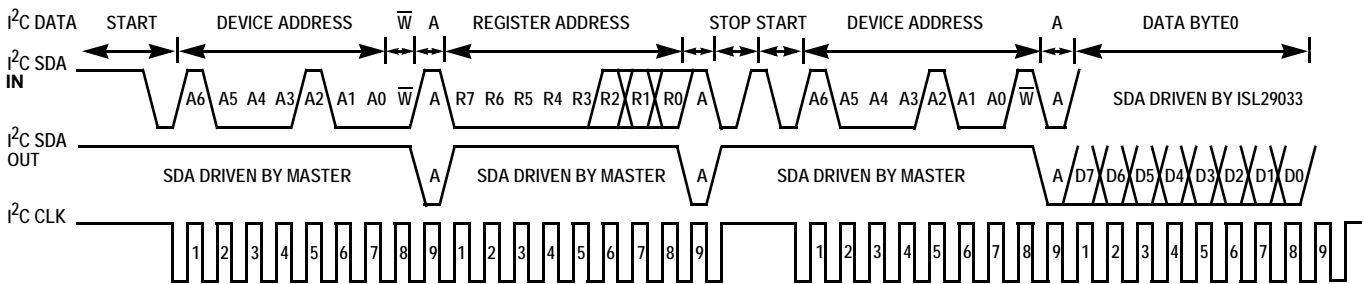 I²C DATA START DEVICE ADDRESS W̅ A REGISTER ADDRESS STOP START DEVICE ADDRESS A DATA BYTE0
I²C SDA IN A6 A5 A4 A3 A2 A1 A0 W̅ A R7 R6 R5 R4 R3 R2 R1 R0 A A6 A5 A4 A3 A2 A1 A0 W̅ A SDA DRIVEN BY ISL29033
I²C SDA OUT SDA DRIVEN BY MASTER A SDA DRIVEN BY MASTER A SDA DRIVEN BY MASTER A D7 D6 D5 D4 D3 D2 D1 D0
I²C CLK 1 2 3 4 5 6 7 8 9 1 2 3 4 5 6 7 8 9 1 2 3 4 5 6 7 8 9 1 2 3 4 5 6 7 8 9